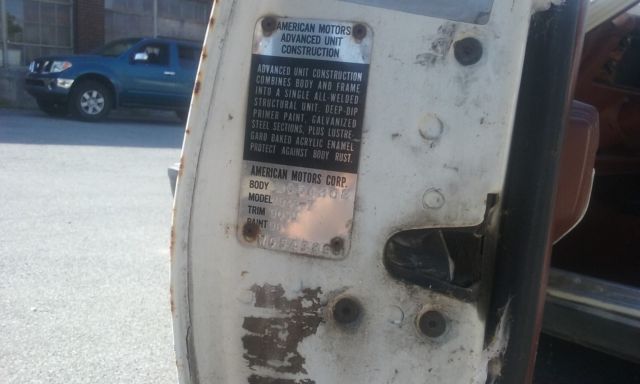 AMERICAN MOTORS
ADVANCED UNIT
CONSTRUCTION
ADVANCED UNIT CONSTRUCTION
COMBINES BODY AND FRAME
INTO A SINGLE ALL-WELDED
STRUCTURAL UNIT. DEEP-DIP
PRIMER PAINT, GALVANIZED
STEEL SECTIONS, PLUS LUSTRE-
GARD BAKED ACRYLIC ENAMEL
PROTECT AGAINST BODY RUST.
AMERICAN MOTORS CORP.
BODY
MODEL
TRIM
PAINT